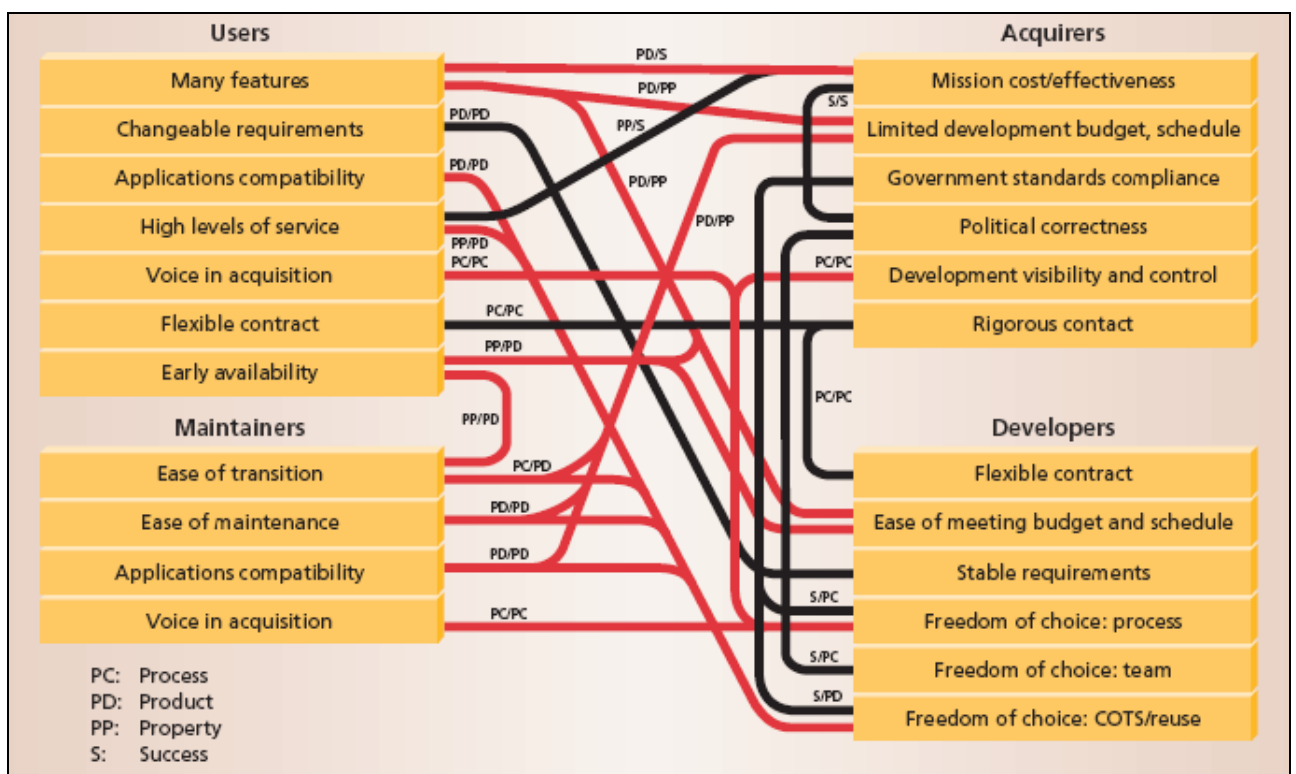 Users
Many features
Changeable requirements
Applications compatibility
High levels of service
Voice in acquisition
Flexible contract
Early availability
Maintainers
Ease of transition
Ease of maintenance
Applications compatibility
Voice in acquisition
PC: Process
PD: Product
PP: Property
S: Success
PD/S
PD/PP
S/S
PD/PD
PP/S
PD/PD
PD/PP
PD/PP
PP/PD
PC/PC
PC/PC
PC/PC
PP/PD
PC/PC
PP/PD
PC/PD
PD/PD
PD/PD
S/PC
PC/PC
S/PC
S/PD
Acquirers
Mission cost/effectiveness
Limited development budget, schedule
Government standards compliance
Political correctness
Development visibility and control
Rigorous contact
Developers
Flexible contract
Ease of meeting budget and schedule
Stable requirements
Freedom of choice: process
Freedom of choice: team
Freedom of choice: COTS/reuse